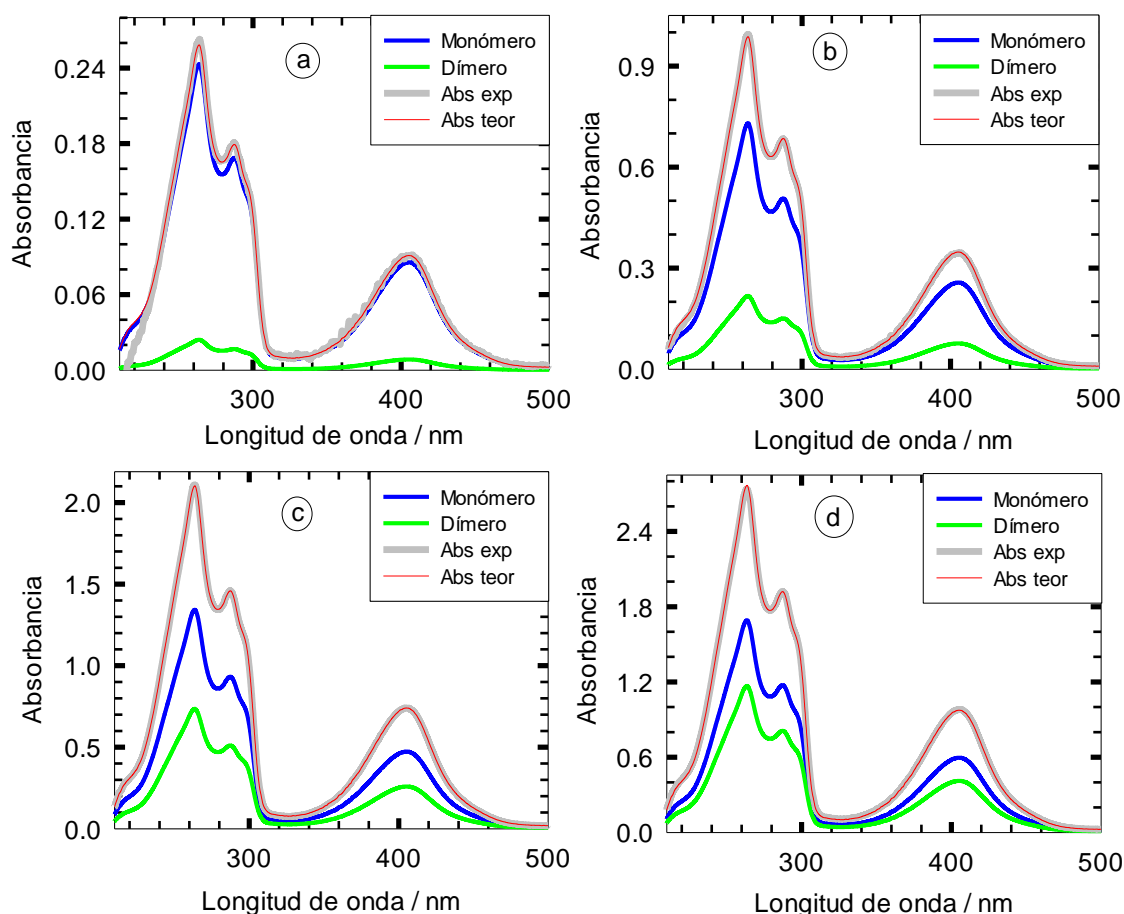 a
Monómero
Dímero
Abs exp
Abs teor
Absorbancia
0.24
0.18
0.12
0.06
0.00
300 400 500
Longitud de onda / nm
b
Monómero
Dímero
Abs exp
Abs teor
Absorbancia
0.9
0.6
0.3
0.0
300 400 500
Longitud de onda / nm
c
Monómero
Dímero
Abs exp
Abs teor
Absorbancia
2.0
1.5
1.0
0.5
0.0
300 400 500
Longitud de onda / nm
d
Monómero
Dímero
Abs exp
Abs teor
Absorbancia
2.4
1.8
1.2
0.6
0.0
300 400 500
Longitud de onda / nm